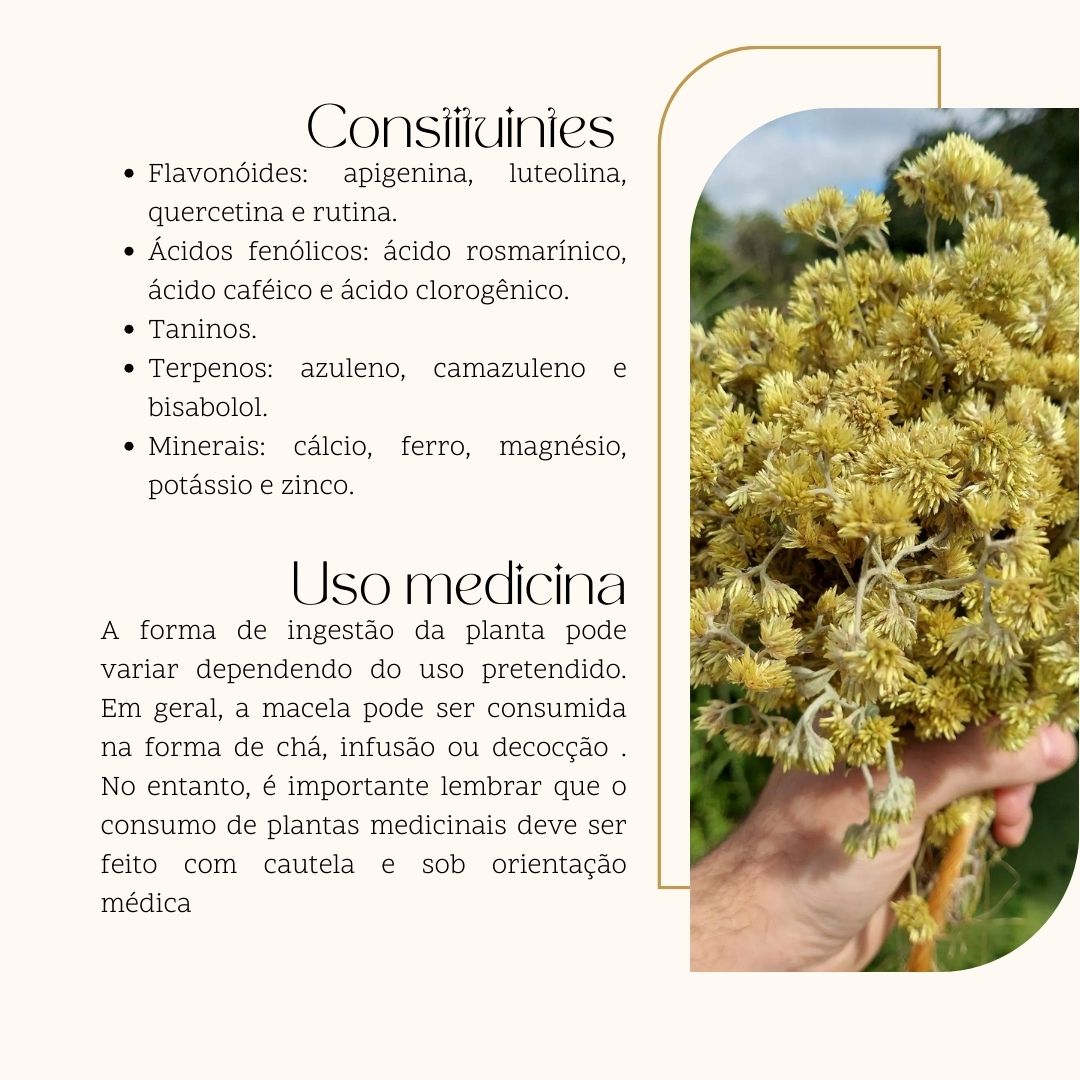 Constituintes
• Flavonóides: apigenina, luteolina,
quercetina e rutina.
• Ácidos fenólicos: ácido rosmarínico,
ácido caféico e ácido clorogênico.
• Taninos.
• Terpenos: azuleno, camazuleno e
bisabolol.
• Minerais: cálcio, ferro, magnésio,
potássio e zinco.
Uso medicina
A forma de ingestão da planta pode
variar dependendo do uso pretendido.
Em geral, a macela pode ser consumida
na forma de chá, infusão ou decocção .
No entanto, é importante lembrar que o
consumo de plantas medicinais deve ser
feito com cautela e sob orientação
médica